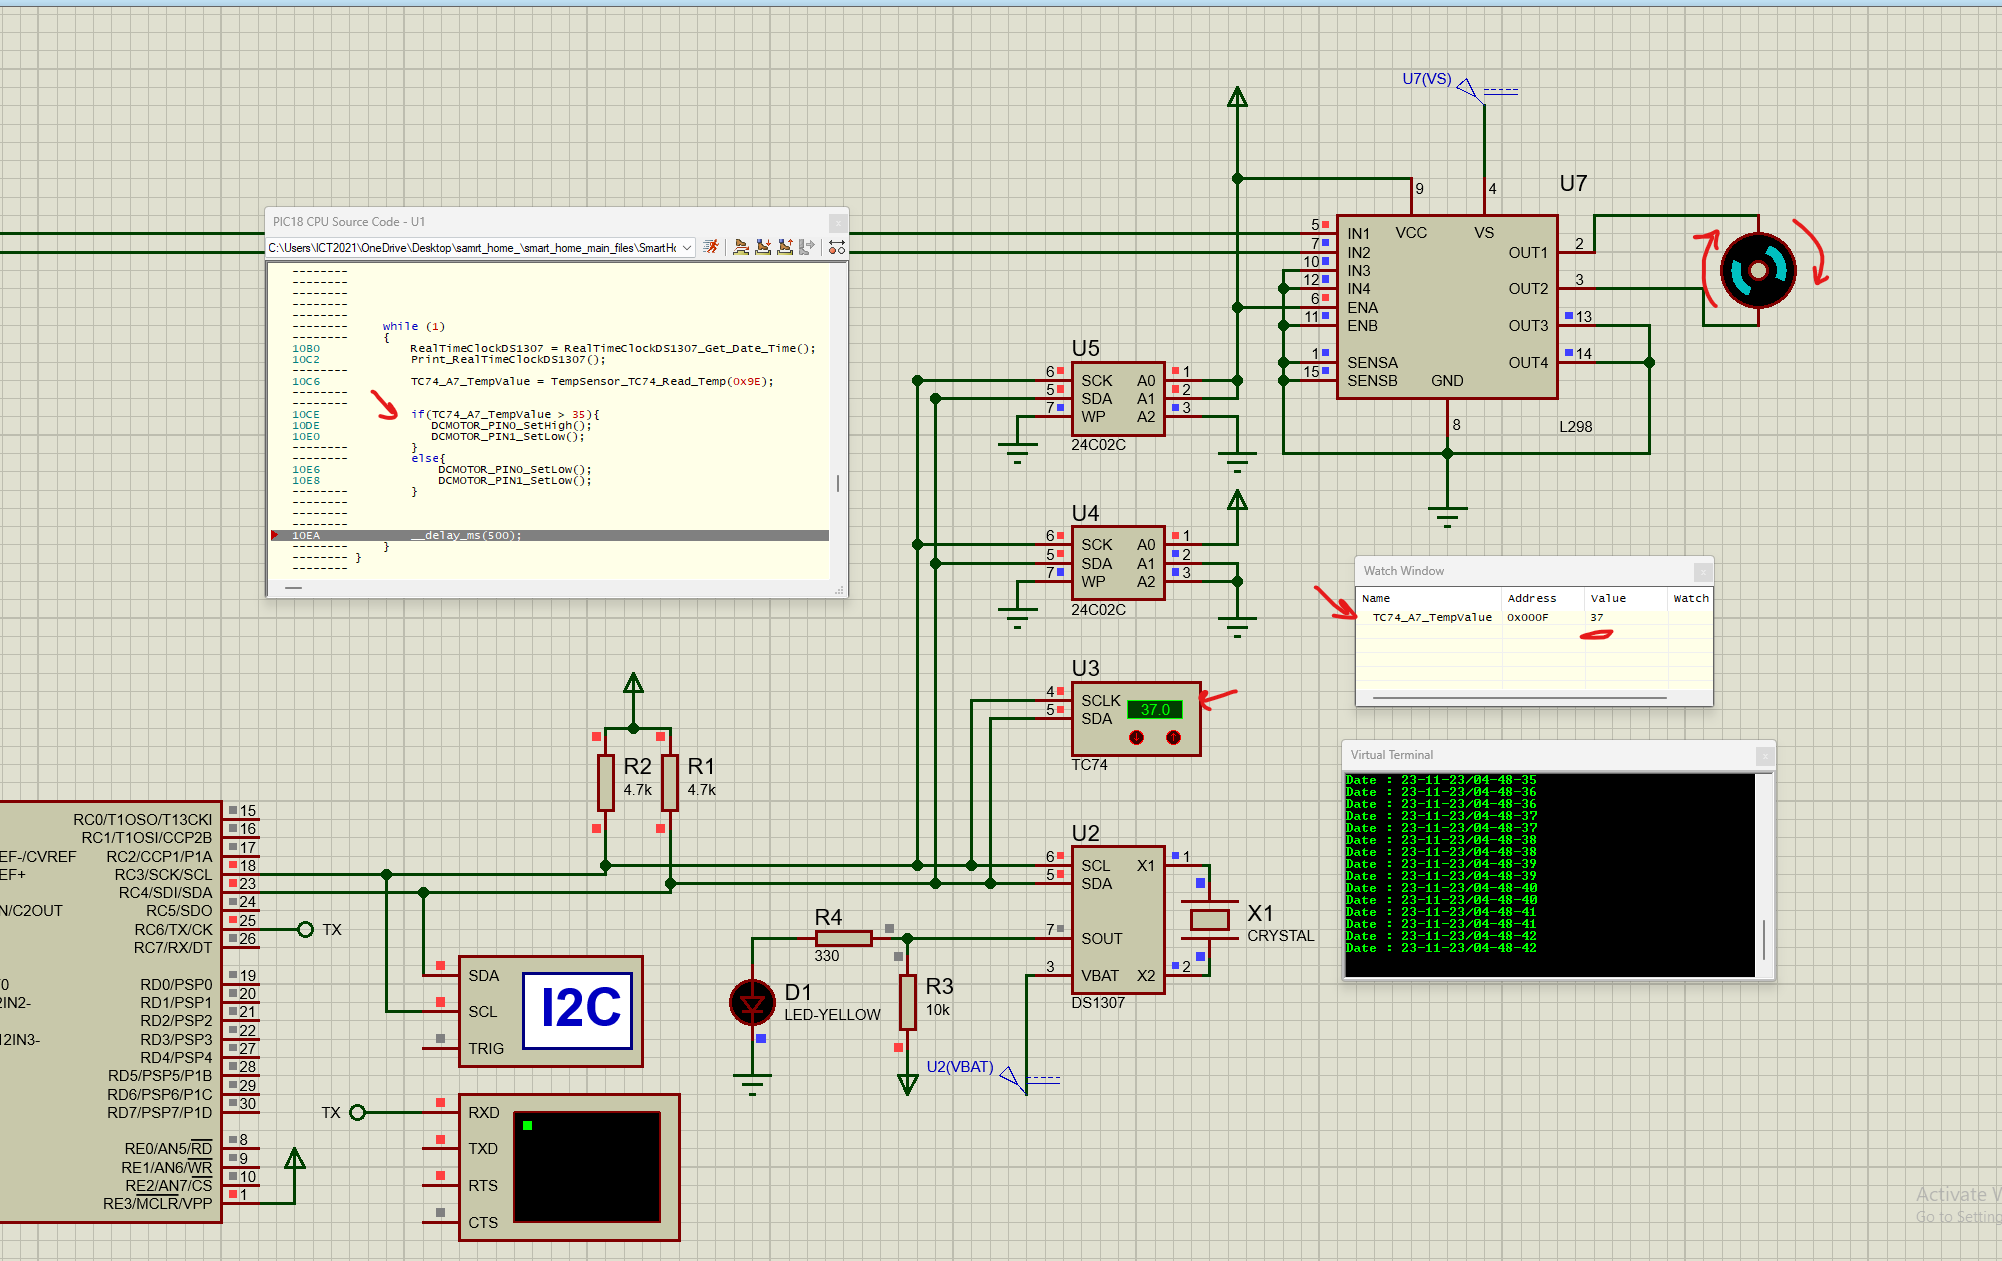 U7(VS)
U7
9
4
5
7
10
12
6
11
1
15
IN1
IN2
IN3
IN4
ENA
ENB
SENSA
SENSB
VCC
VS
GND
OUT1
OUT2
OUT3
OUT4
2
3
13
14
8
L298
PIC18 CPU Source Code - U1
C:\Users\ICT2021\OneDrive\Desktop\samrt_home_\smart_home_main_files\SmartHo
while (1)
{
10B0 RealTimeClockDS1307 = RealTimeClockDS1307_Get_Date_Time();
10C2 Print_RealTimeClockDS1307();
10C6 TC74_A7_TempValue = TempSensor_TC74_Read_Temp(0x9E);
10CE if(TC74_A7_TempValue > 35){
10DE DCMOTOR_PIN0_SetHigh();
10E0 DCMOTOR_PIN1_SetLow();
}
else{
10E6 DCMOTOR_PIN0_SetLow();
10E8 DCMOTOR_PIN1_SetLow();
}
10EA __delay_ms(500);
}
}
U5
6 SCK A0 1
5 SDA A1 2
7 WP A2 3
24C02C
U4
6 SCK A0 1
5 SDA A1 2
7 WP A2 3
24C02C
Watch Window
Name Address Value Watch
TC74_A7_TempValue 0x000F 37
U3
4 SCLK 37.0
5 SDA
TC74
Virtual Terminal
Date : 23-11-23/04-48-35
Date : 23-11-23/04-48-36
Date : 23-11-23/04-48-36
Date : 23-11-23/04-48-37
Date : 23-11-23/04-48-37
Date : 23-11-23/04-48-38
Date : 23-11-23/04-48-38
Date : 23-11-23/04-48-39
Date : 23-11-23/04-48-39
Date : 23-11-23/04-48-40
Date : 23-11-23/04-48-40
Date : 23-11-23/04-48-41
Date : 23-11-23/04-48-41
Date : 23-11-23/04-48-42
Date : 23-11-23/04-48-42
R2
4.7k
R1
4.7k
U2
6 SCL X1 1
5 SDA
7 SOUT
3 VBAT X2 2
DS1307
X1
CRYSTAL
R4
330
R3
10k
D1
LED-YELLOW
U2(VBAT)
RC0/T1OSO/T13CKI 15
RC1/T1OSI/CCP2B 16
EF-/CVREF RC2/CCP1/P1A 17
EF+ RC3/SCK/SCL 18
RC4/SDI/SDA 23
N/C2OUT RC5/SDO 24
RC6/TX/CK 25 TX
RC7/RX/DT 26
/0 RD0/PSP0 19
2IN2- RD1/PSP1 20
RD2/PSP2 21
12IN3- RD3/PSP3 22
RD4/PSP4 27
RD5/PSP5/P1B 28
RD6/PSP6/P1C 29
RD7/PSP7/P1D 30
RE0/AN5/RD 8
RE1/AN6/WR 9
RE2/AN7/CS 10
RE3/MCLR/VPP 1
SDA
SCL
TRIG
I2C
TX
RXD
TXD
RTS
CTS
Activate W
Go to Setting